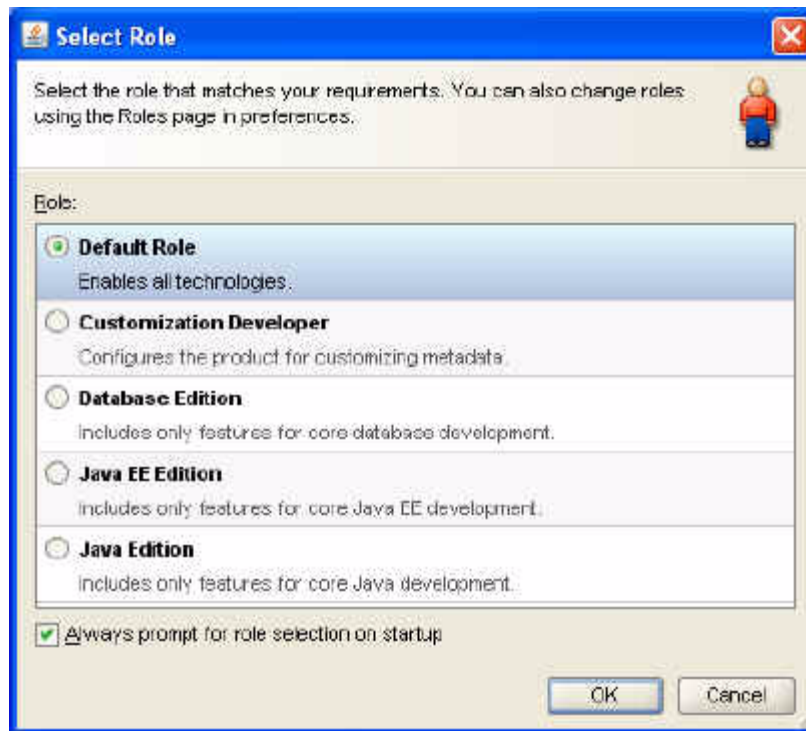 Select Role
Select the role that matches your requirements. You can also change roles
using the Roles page in preferences.
Role:
Default Role
Enables all technologies.
Customization Developer
Configures the product for customizing metadata.
Database Edition
Includes only features for core database development.
Java EE Edition
Includes only features for core Java EE development.
Java Edition
Includes only features for core Java development.
Always prompt for role selection on startup
OK Cancel